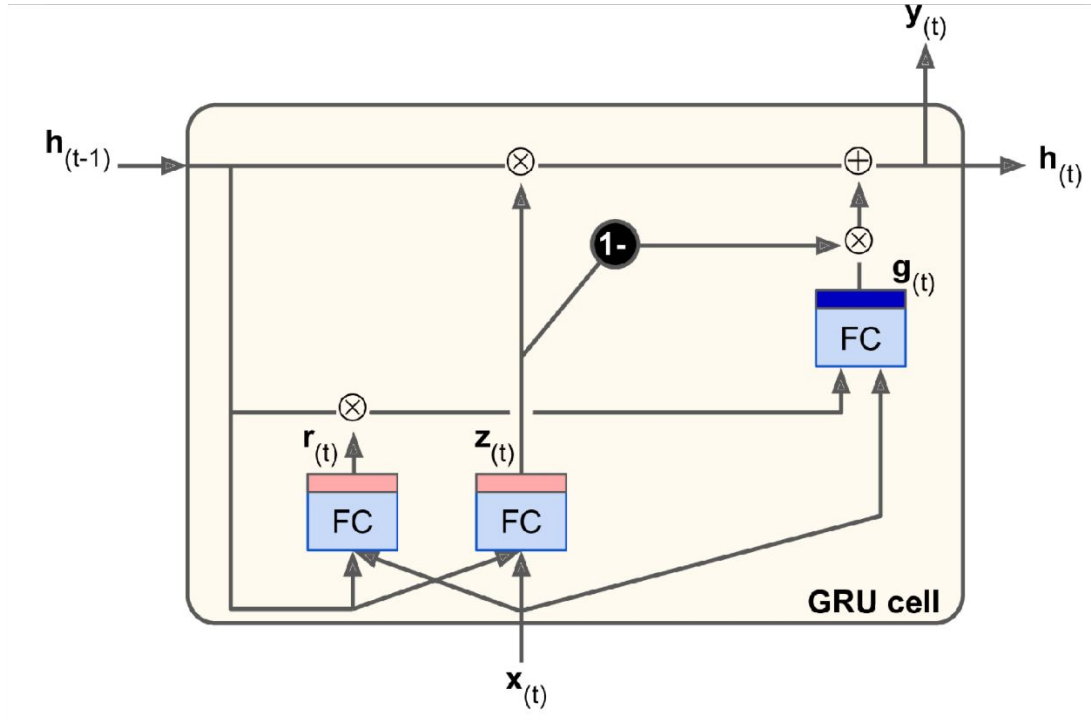 y(t)
h(t-1)
h(t)
1-
g(t)
FC
r(t)
z(t)
FC
FC
GRU cell
x(t)